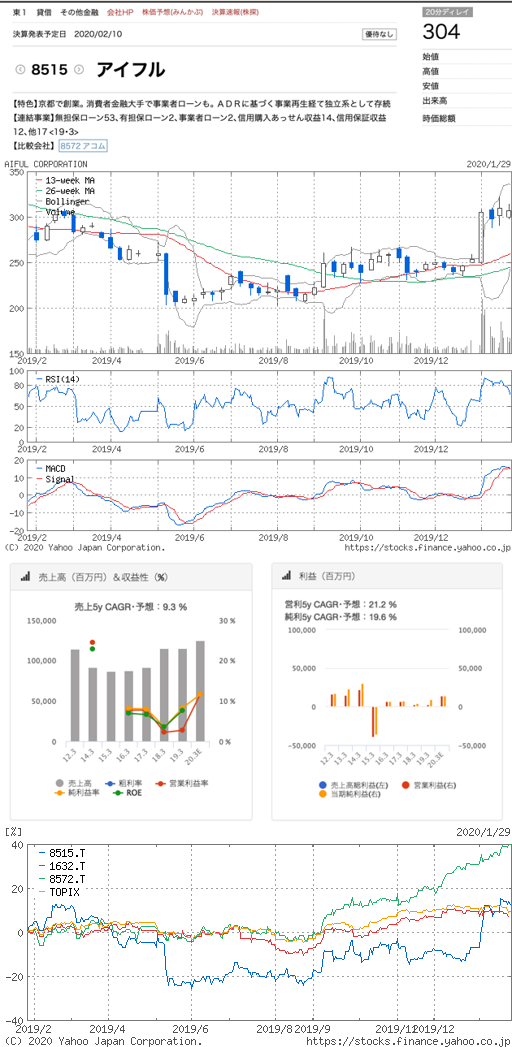 東1 貸借 その他金融 会社HP 株価予想(みんかぶ) 決算速報(株探)
20分ディレイ
決算発表予定日 2020/02/10
優待なし
304
8515 アイフル
始値
高値
安値
出来高
時価総額
【特色】京都で創業。消費者金融大手で事業者ローンも。ADRに基づく事業再生経て独立系として存続
【連結事業】無担保ローン53、有担保ローン2、事業者ローン2、信用購入あっせん収益14、信用保証収益
12、他17 <19・3>
【比較会社】 8572 アコム
AIFUL CORPORATION 2020/1/29
350
13-week MA
26-week MA
Bollinger
Volume
300
250
200
150
2019/2 2019/4 2019/6 2019/8 2019/10 2019/12
100
RSI(14)
80
60
40
20
0
2019/2 2019/4 2019/6 2019/8 2019/10 2019/12
20
MACD
Signal
10
0
-10
-20
2019/2 2019/4 2019/6 2019/8 2019/10 2019/12
(C) 2020 Yahoo Japan Corporation. https://stocks.finance.yahoo.co.jp
売上高（百万円）＆収益性（%）
売上5y CAGR・予想：9.3 %
150,000 30 %
100,000 20 %
50,000 10 %
0 0 %
12.3 14.3 15.3 16.3 17.3 18.3 19.3 20.3E
売上高 粗利率 営業利益率
純利益率 ROE
利益（百万円）
営利5y CAGR・予想：21.2 %
純利5y CAGR・予想：19.6 %
100,000 100,000
50,000 50,000
0 0
-50,000 -50,000
12.3 13.3 14.3 15.3 16.3 17.3 18.3 19.3 20.3E
売上高総利益(左) 営業利益(右)
当期純利益(右)
[%] 2020/1/29
40
8515.T
1632.T
8572.T
TOPIX
20
0
-20
-40
2019/2 2019/4 2019/6 2019/8 2019/9 2019/11 2019/12
(C) 2020 Yahoo Japan Corporation. https://stocks.finance.yahoo.co.jp